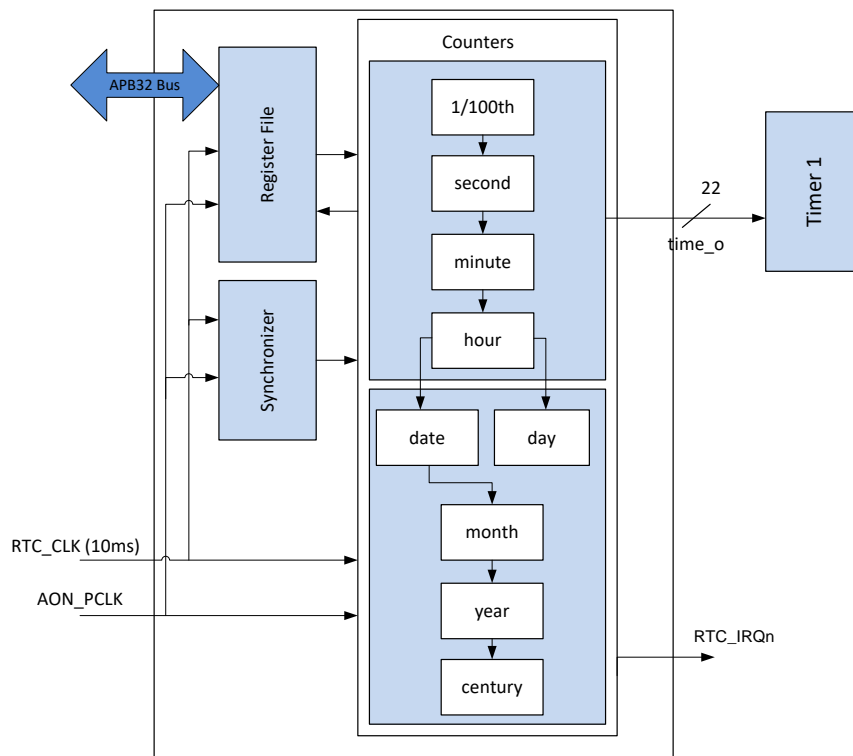 Counters
APB32 Bus
Register File
1/100th
second
minute
hour
22
time_o
Timer 1
Synchronizer
date
day
month
year
century
RTC_CLK (10ms)
AON_PCLK
RTC_IRQn